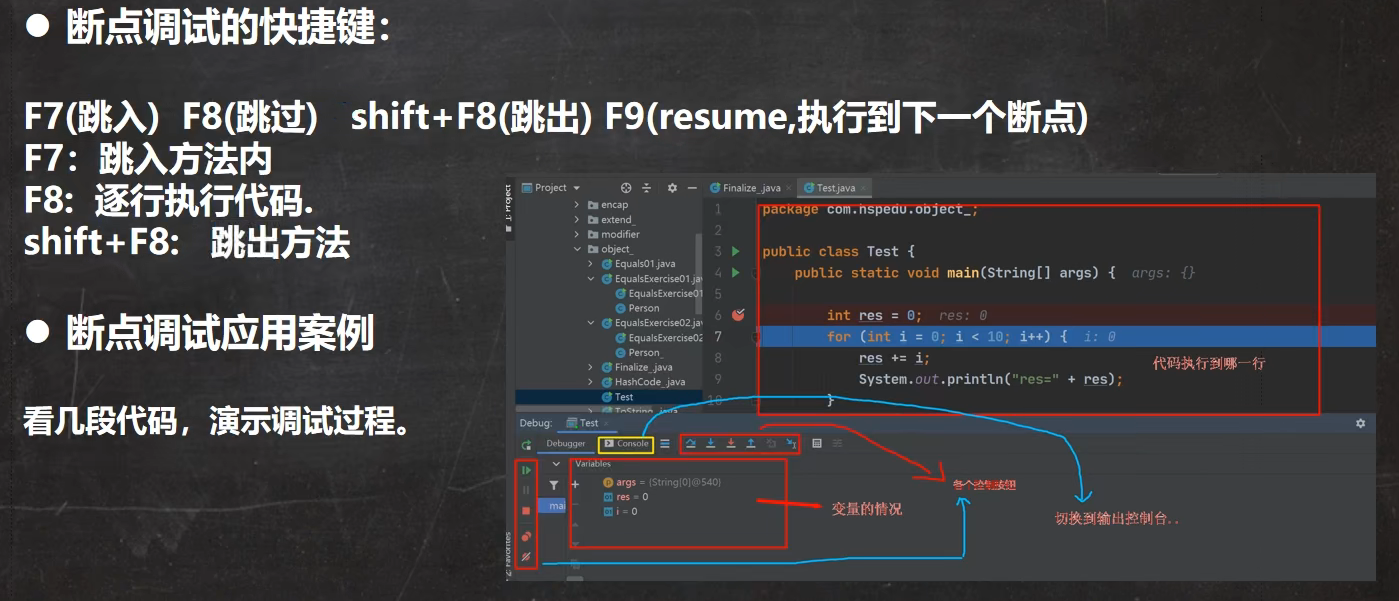 ● 断点调试的快捷键：
F7(跳入) F8(跳过) shift+F8(跳出) F9(resume,执行到下一个断点)
F7：跳入方法内
F8: 逐行执行代码.
shift+F8: 跳出方法
● 断点调试应用案例
看几段代码，演示调试过程。
Project
encap
extend_
modifier
object_
Equals01.java
EqualsExercise01.jav
EqualsExercise01
Person
EqualsExercise02.jav
EqualsExercise02
Person_
Finalize_.java
HashCode_.java
Test
ToString_.java
Finalize_.java × Test.java ×
1 package com.hspedu.object_;
2
3 public class Test {
4 public static void main(String[] args) { args: {}
5
6 int res = 0; res: 0
7 for (int i = 0; i < 10; i++) { i: 0
8 res += i;
9 System.out.println("res=" + res);
10 }
代码执行到哪一行
Debug: Test ×
Debugger Console
Variables
args = {String[0]@540}
res = 0
i = 0
mai
变量的情况
各个控制按钮
切换到输出控制台..
1: Project
2: Favorites